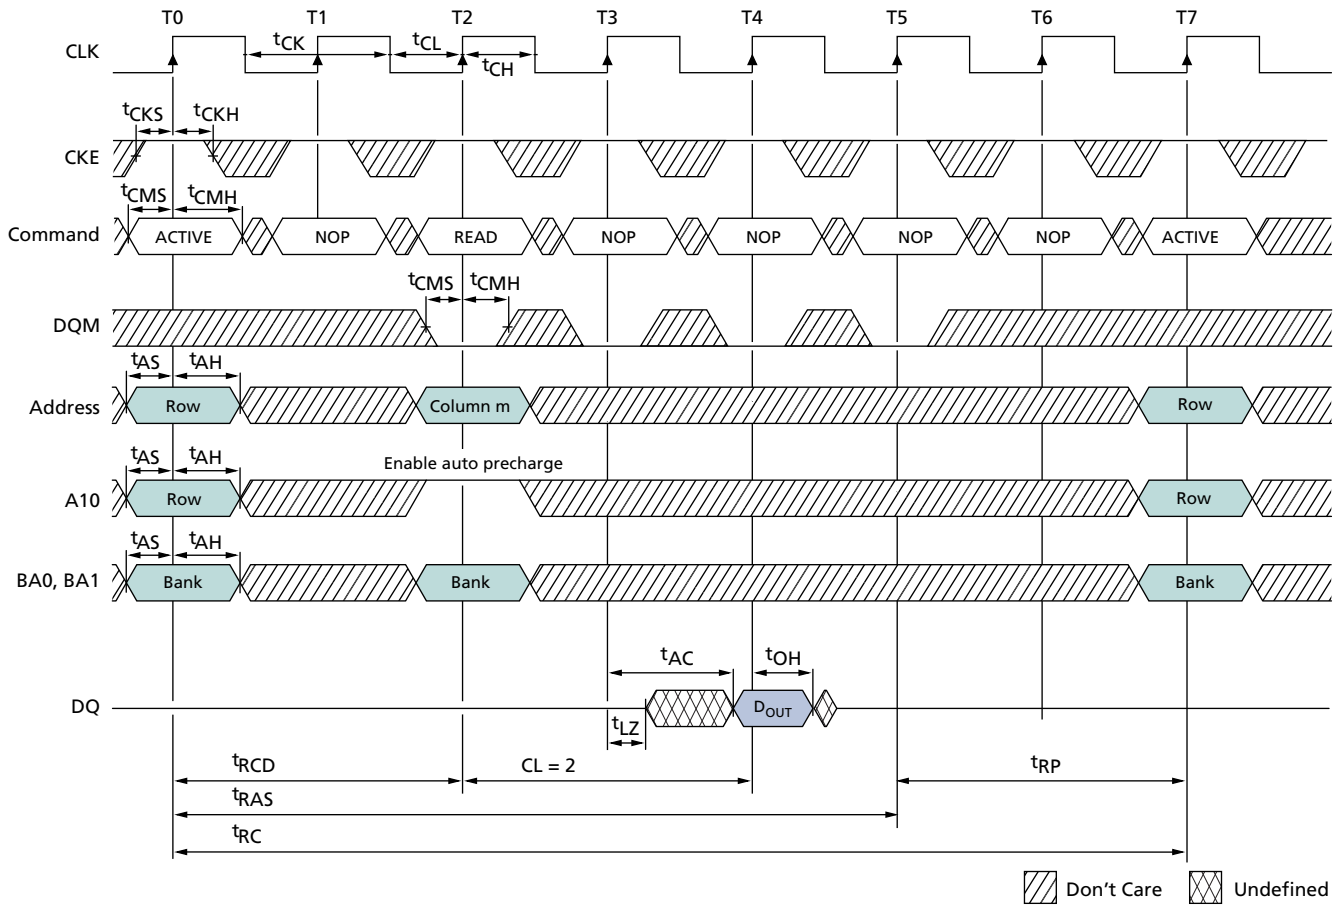 T0 T1 T2 T3 T4 T5 T6 T7
CLK tCK tCL tCH
tCKS tCKH
CKE
tCMS tCMH
Command ACTIVE NOP READ NOP NOP NOP NOP ACTIVE
tCMS tCMH
DQM
tAS tAH
Address Row Column m Row
tAS tAH Enable auto precharge
A10 Row Row
tAS tAH
BA0, BA1 Bank Bank Bank
tAC tOH
DQ DOUT
tLZ
tRCD CL = 2 tRP
tRAS
tRC
Don't Care Undefined